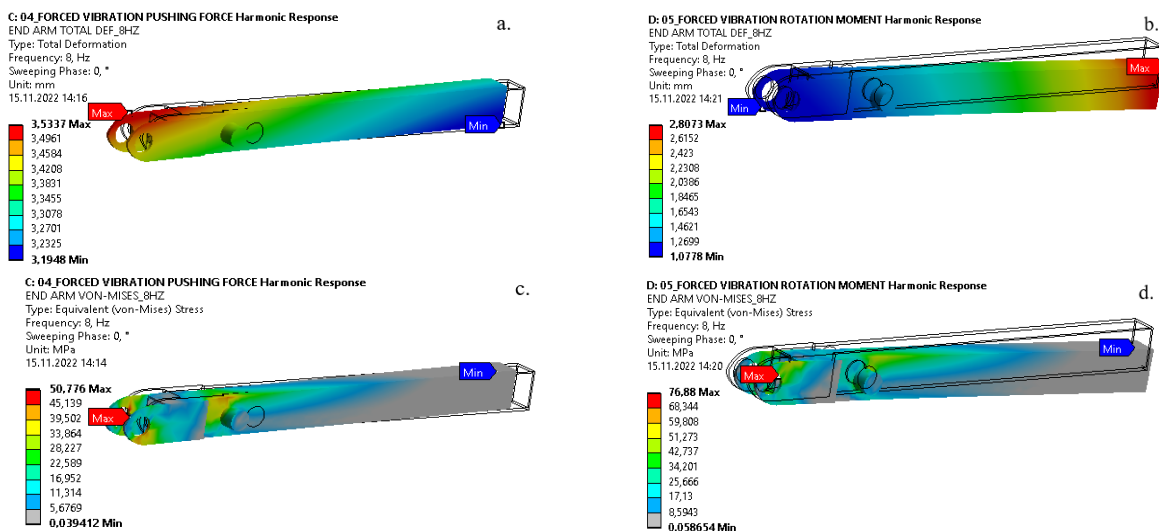 C: 04_FORCED VIBRATION PUSHING FORCE Harmonic Response
END ARM TOTAL DEF_8HZ
Type: Total Deformation
Frequency: 8, Hz
Sweeping Phase: 0, °
Unit: mm
15.11.2022 14:16
a.
Max
Min
3,5337 Max
3,4961
3,4584
3,4208
3,3831
3,3455
3,3078
3,2701
3,2325
3,1948 Min
D: 05_FORCED VIBRATION ROTATION MOMENT Harmonic Response
END ARM TOTAL DEF_8HZ
Type: Total Deformation
Frequency: 8, Hz
Sweeping Phase: 0, °
Unit: mm
15.11.2022 14:21
b.
Max
Min
2,8073 Max
2,6152
2,423
2,2308
2,0386
1,8465
1,6543
1,4621
1,2699
1,0778 Min
C: 04_FORCED VIBRATION PUSHING FORCE Harmonic Response
END ARM VON-MISES_8HZ
Type: Equivalent (von-Mises) Stress
Frequency: 8, Hz
Sweeping Phase: 0, °
Unit: MPa
15.11.2022 14:14
c.
Min
Max
50,776 Max
45,139
39,502
33,864
28,227
22,589
16,952
11,314
5,6769
0,039412 Min
D: 05_FORCED VIBRATION ROTATION MOMENT Harmonic Response
END ARM VON-MISES_8HZ
Type: Equivalent (von-Mises) Stress
Frequency: 8, Hz
Sweeping Phase: 0, °
Unit: MPa
15.11.2022 14:20
d.
Min
Max
76,88 Max
68,344
59,808
51,273
42,737
34,201
25,666
17,13
8,5943
0,058654 Min